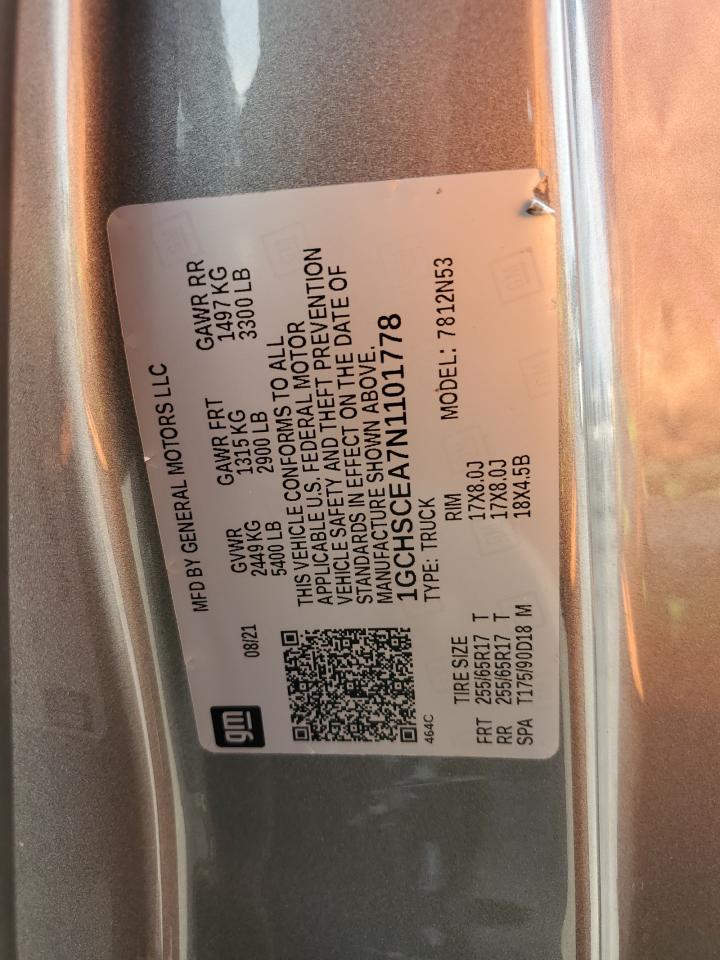 gm
MFD BY GENERAL MOTORS LLC
08/21
GVWR GAWR FRT GAWR RR
2449 KG 1315 KG 1497 KG
5400 LB 2900 LB 3300 LB
THIS VEHICLE CONFORMS TO ALL
APPLICABLE U.S. FEDERAL MOTOR
VEHICLE SAFETY AND THEFT PREVENTION
STANDARDS IN EFFECT ON THE DATE OF
MANUFACTURE SHOWN ABOVE.
1GCHSCEA7N1101778
464C
TYPE: TRUCK MODEL: 7812N53
TIRE SIZE RIM
FRT 255/65R17 T 17X8.0J
RR 255/65R17 T 17X8.0J
SPA T175/90D18 M 18X4.5B